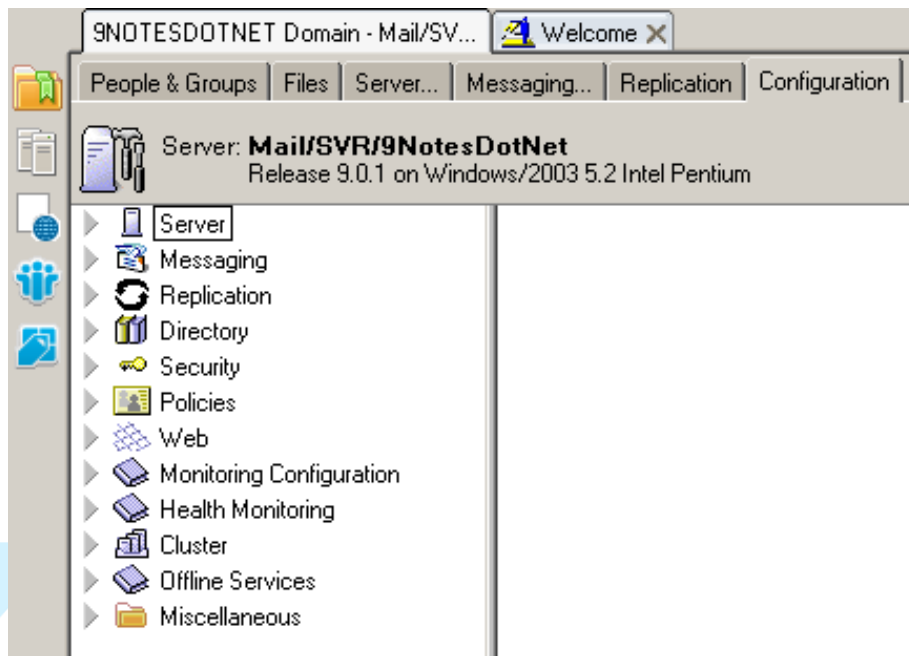 9NOTESDOTNET Domain - Mail/SV...
Welcome
People & Groups
Files
Server...
Messaging...
Replication
Configuration
Server: Mail/SVR/9NotesDotNet
Release 9.0.1 on Windows/2003 5.2 Intel Pentium
Server
Messaging
Replication
Directory
Security
Policies
Web
Monitoring Configuration
Health Monitoring
Cluster
Offline Services
Miscellaneous